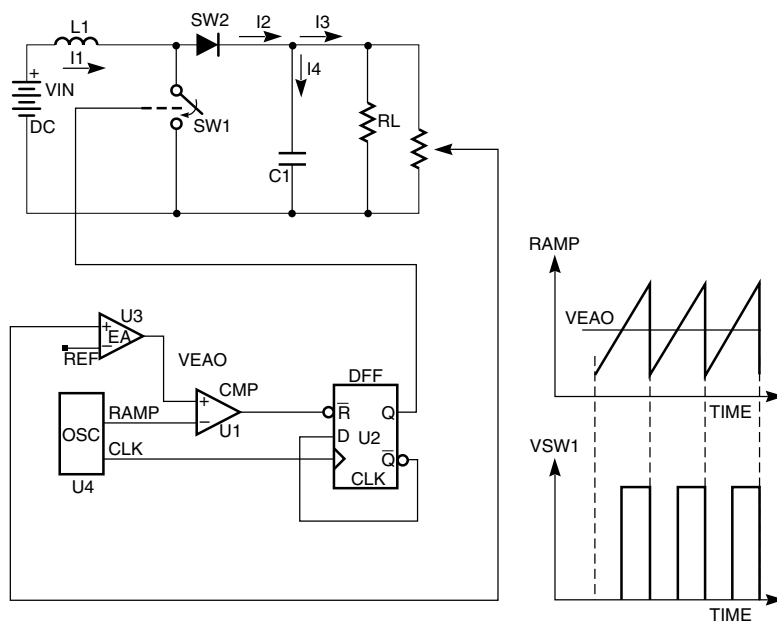 L1
SW2
I2
I3
I1
I4
+
VIN
DC
SW1
C1
RL
U3
+
EA
−
REF
VEAO
DFF
CMP
+
−
U1
R
Q
D
U2
Q
CLK
OSC
RAMP
CLK
U4
RAMP
VEAO
TIME
VSW1
TIME